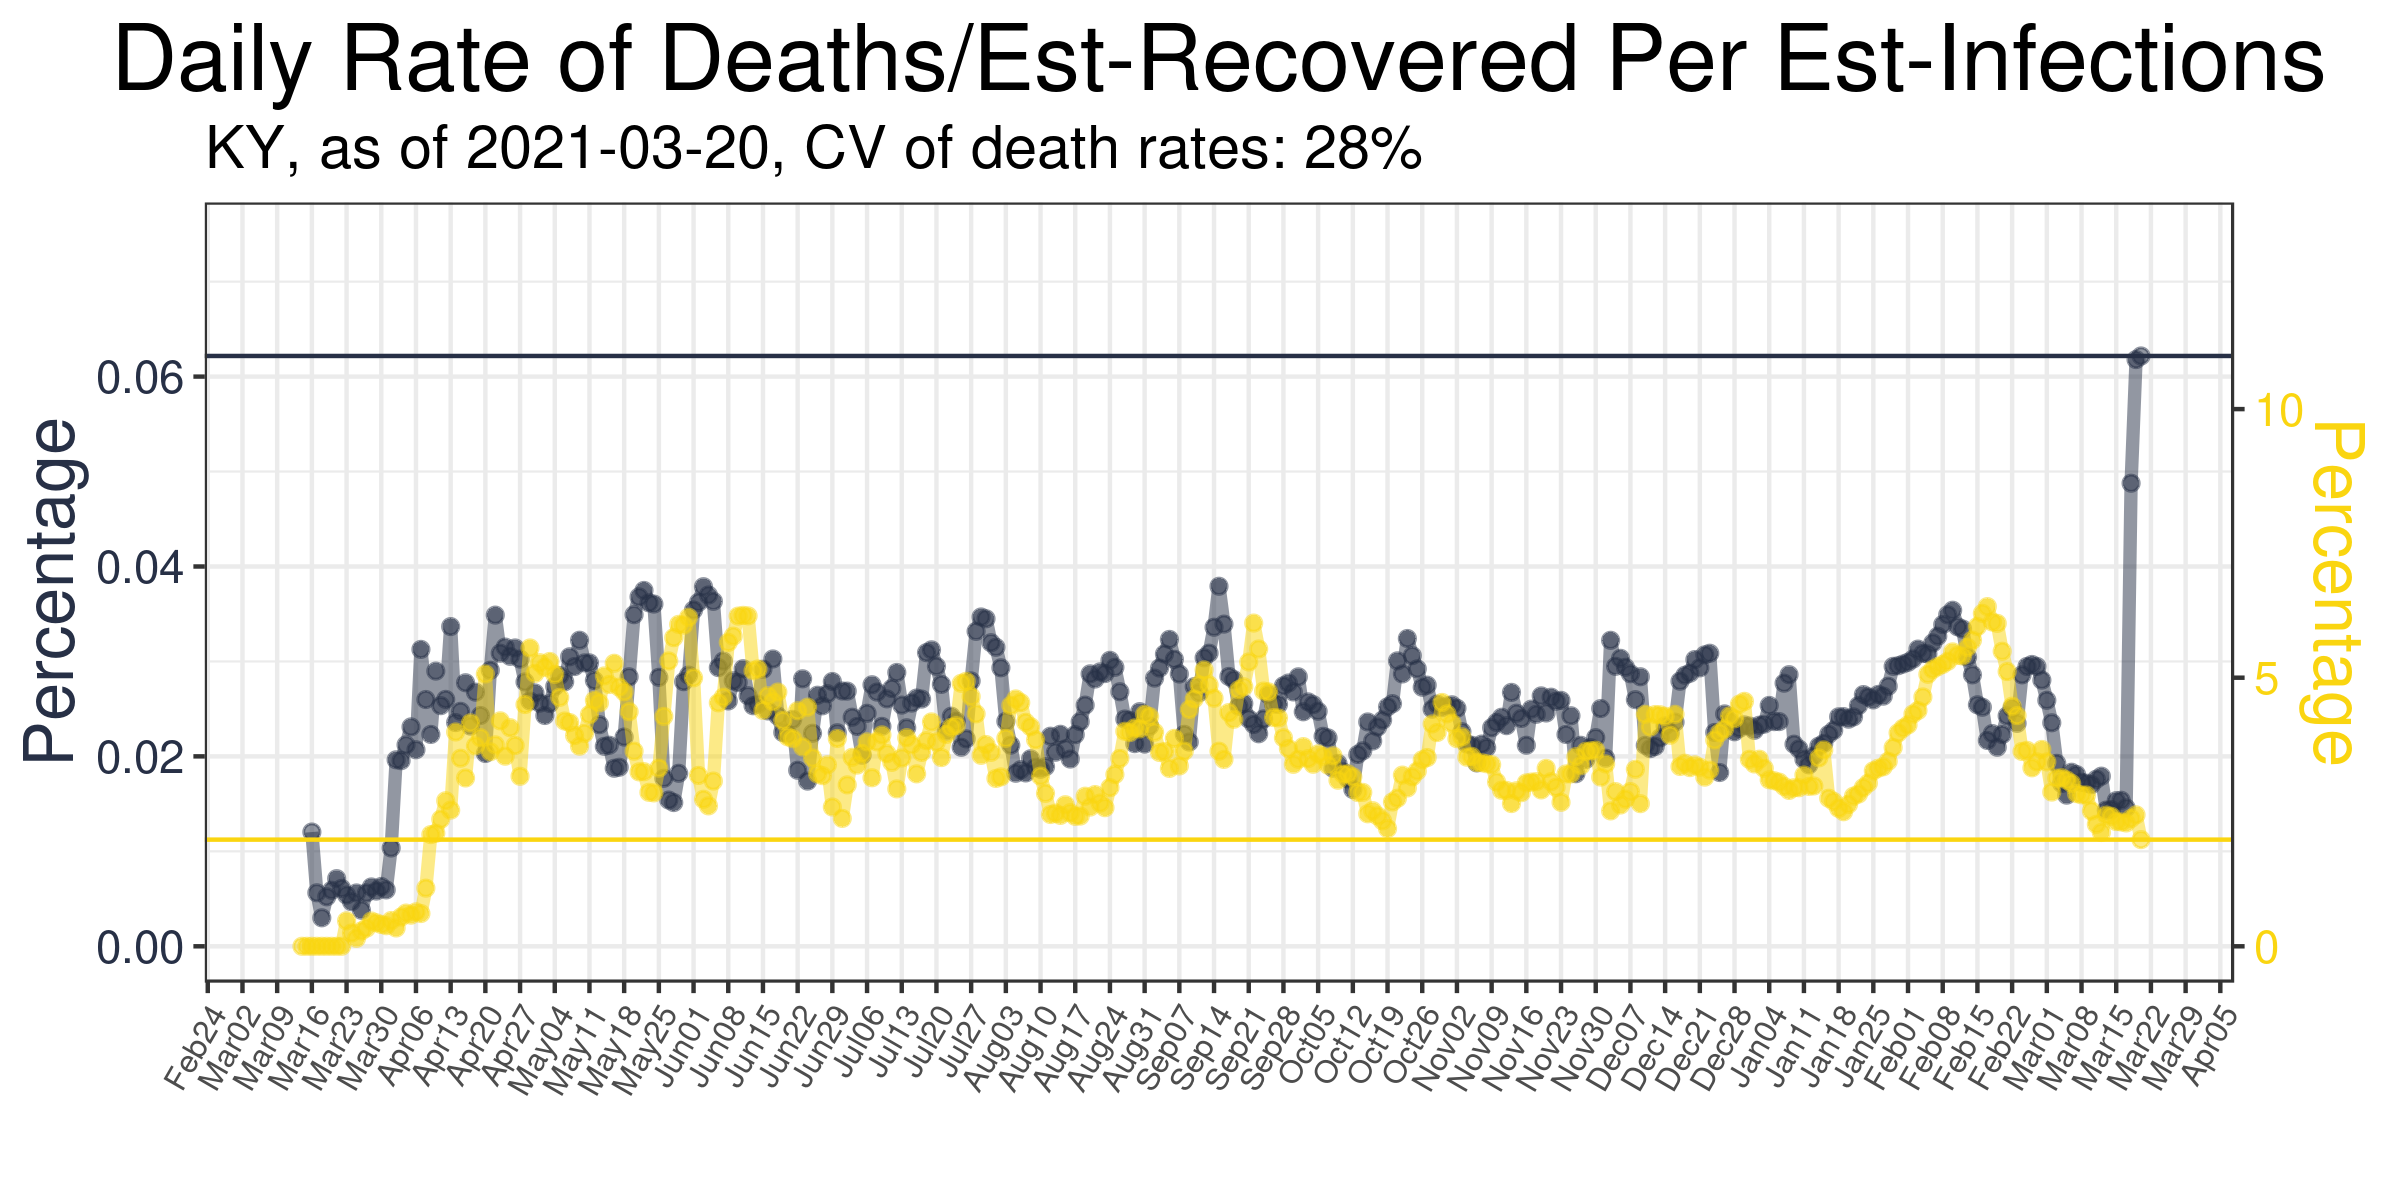 Daily Rate of Deaths/Est-Recovered Per Est-Infections
KY, as of 2021-03-20, CV of death rates: 28%
Percentage
0.06
0.04
0.02
0.00
10
5
0
Percentage
Feb24
Mar02
Mar09
Mar16
Mar23
Mar30
Apr06
Apr13
Apr20
Apr27
May04
May11
May18
May25
Jun01
Jun08
Jun15
Jun22
Jun29
Jul06
Jul13
Jul20
Jul27
Aug03
Aug10
Aug17
Aug24
Aug31
Sep07
Sep14
Sep21
Sep28
Oct05
Oct12
Oct19
Oct26
Nov02
Nov09
Nov16
Nov23
Nov30
Dec07
Dec14
Dec21
Dec28
Jan04
Jan11
Jan18
Jan25
Feb01
Feb08
Feb15
Feb22
Mar01
Mar08
Mar15
Mar22
Mar29
Apr05